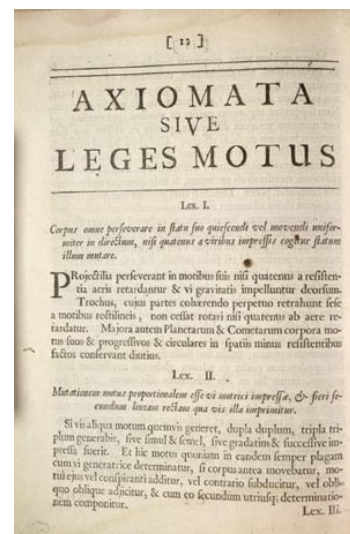 [ 12 ]
AXIOMATA
SIVE
LEGES MOTUS
Lex. I.
Corpus omne perseverare in statu suo quiescendi vel movendi unifor-
miter in directum, nisi quatenus a viribus impressis cogitur statum
illum mutare.
PRojectilia perseverant in motibus suis nisi quatenus a resisten-
tia aeris retardantur & vi gravitatis impelluntur deorsum.
Trochus, cujus partes cohærendo perpetuo retrahunt sese
a motibus rectilineis, non cessat rotari nisi quatenus ab aere re-
tardatur. Majora autem Planetarum & Cometarum corpora mo-
tus suos & progressivos & circulares in spatiis minus resistentibus
factos conservant diutius.
Lex. II.
Mutationem motus proportionalem esse vi motrici impressæ, & fieri se-
cundum lineam rectam qua vis illa imprimitur.
Si vis aliqua motum quemvis generet, dupla duplum, tripla tri-
plum generabit, sive simul & semel, sive gradatim & successive im-
pressa fuerit. Et hic motus quoniam in eandem semper plagam
cum vi generatrice determinatur, si corpus antea movebatur, mo-
tui ejus vel conspiranti additur, vel contrario subducitur, vel obli-
quo oblique adjicitur, & cum eo secundum utriusq; determinatio-
nem componitur.
Lex. III.